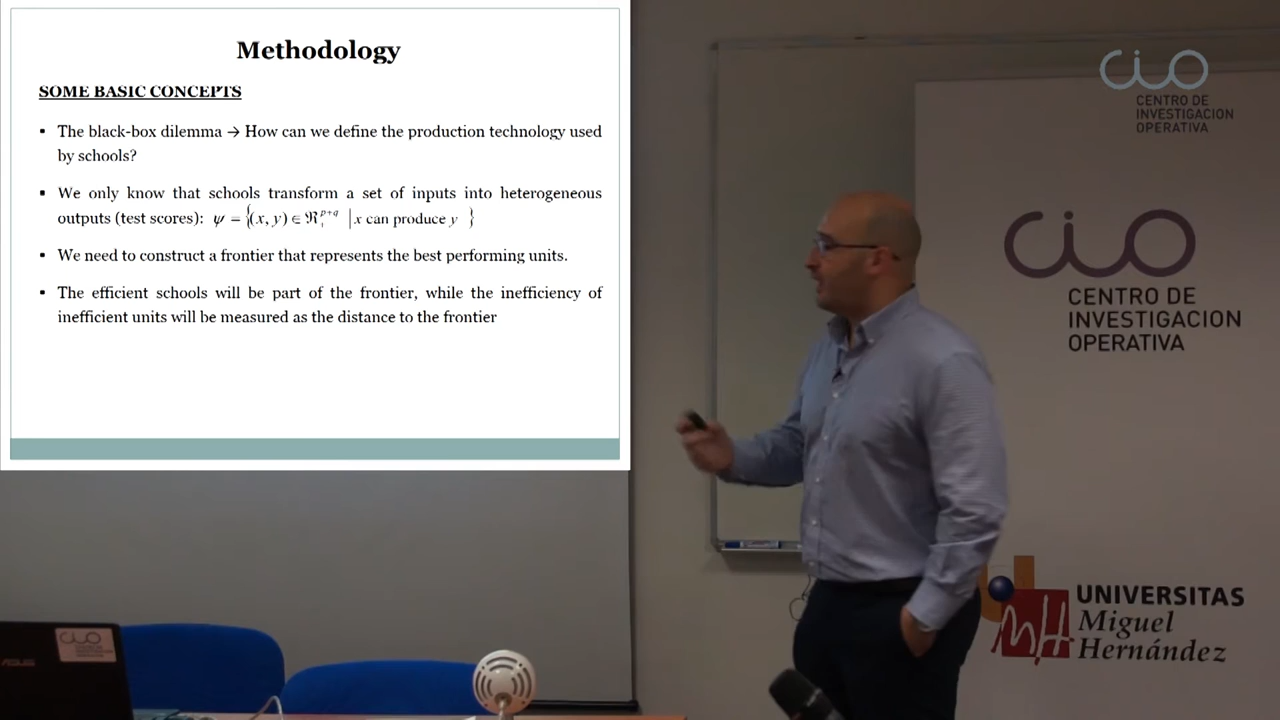 Methodology
SOME BASIC CONCEPTS
▪ The black-box dilemma → How can we define the production technology used
by schools?
▪ We only know that schools transform a set of inputs into heterogeneous
outputs (test scores): ψ = {(x, y) ∈ ℜ₊^{p+q} | x can produce y }
▪ We need to construct a frontier that represents the best performing units.
▪ The efficient schools will be part of the frontier, while the inefficiency of
inefficient units will be measured as the distance to the frontier
cio
CENTRO DE
INVESTIGACION
OPERATIVA
cio
CENTRO DE
INVESTIGACION
OPERATIVA
UNIVERSITAS
Miguel
Hernández
ASUS
cio